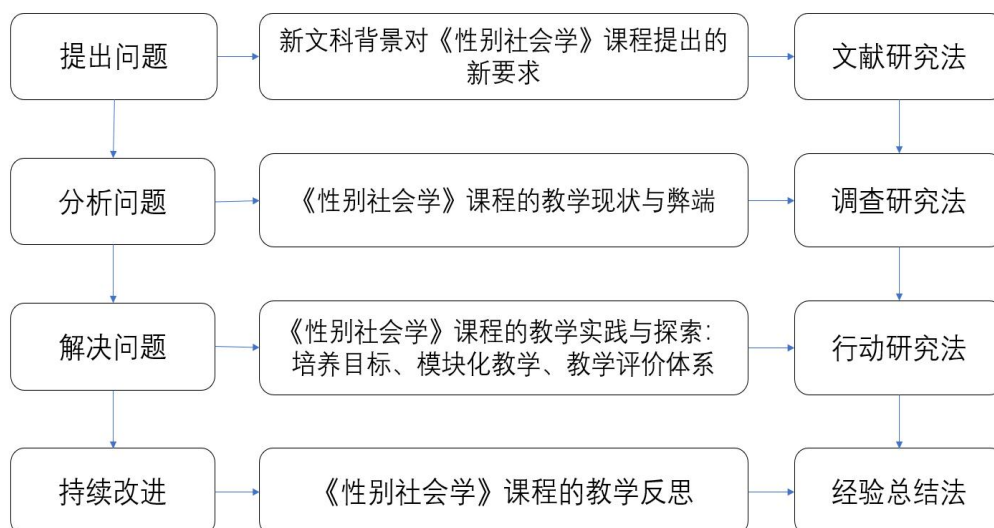 提出问题
新文科背景对《性别社会学》课程提出的
新要求
文献研究法
分析问题
《性别社会学》课程的教学现状与弊端
调查研究法
解决问题
《性别社会学》课程的教学实践与探索：
培养目标、模块化教学、教学评价体系
行动研究法
持续改进
《性别社会学》课程的教学反思
经验总结法